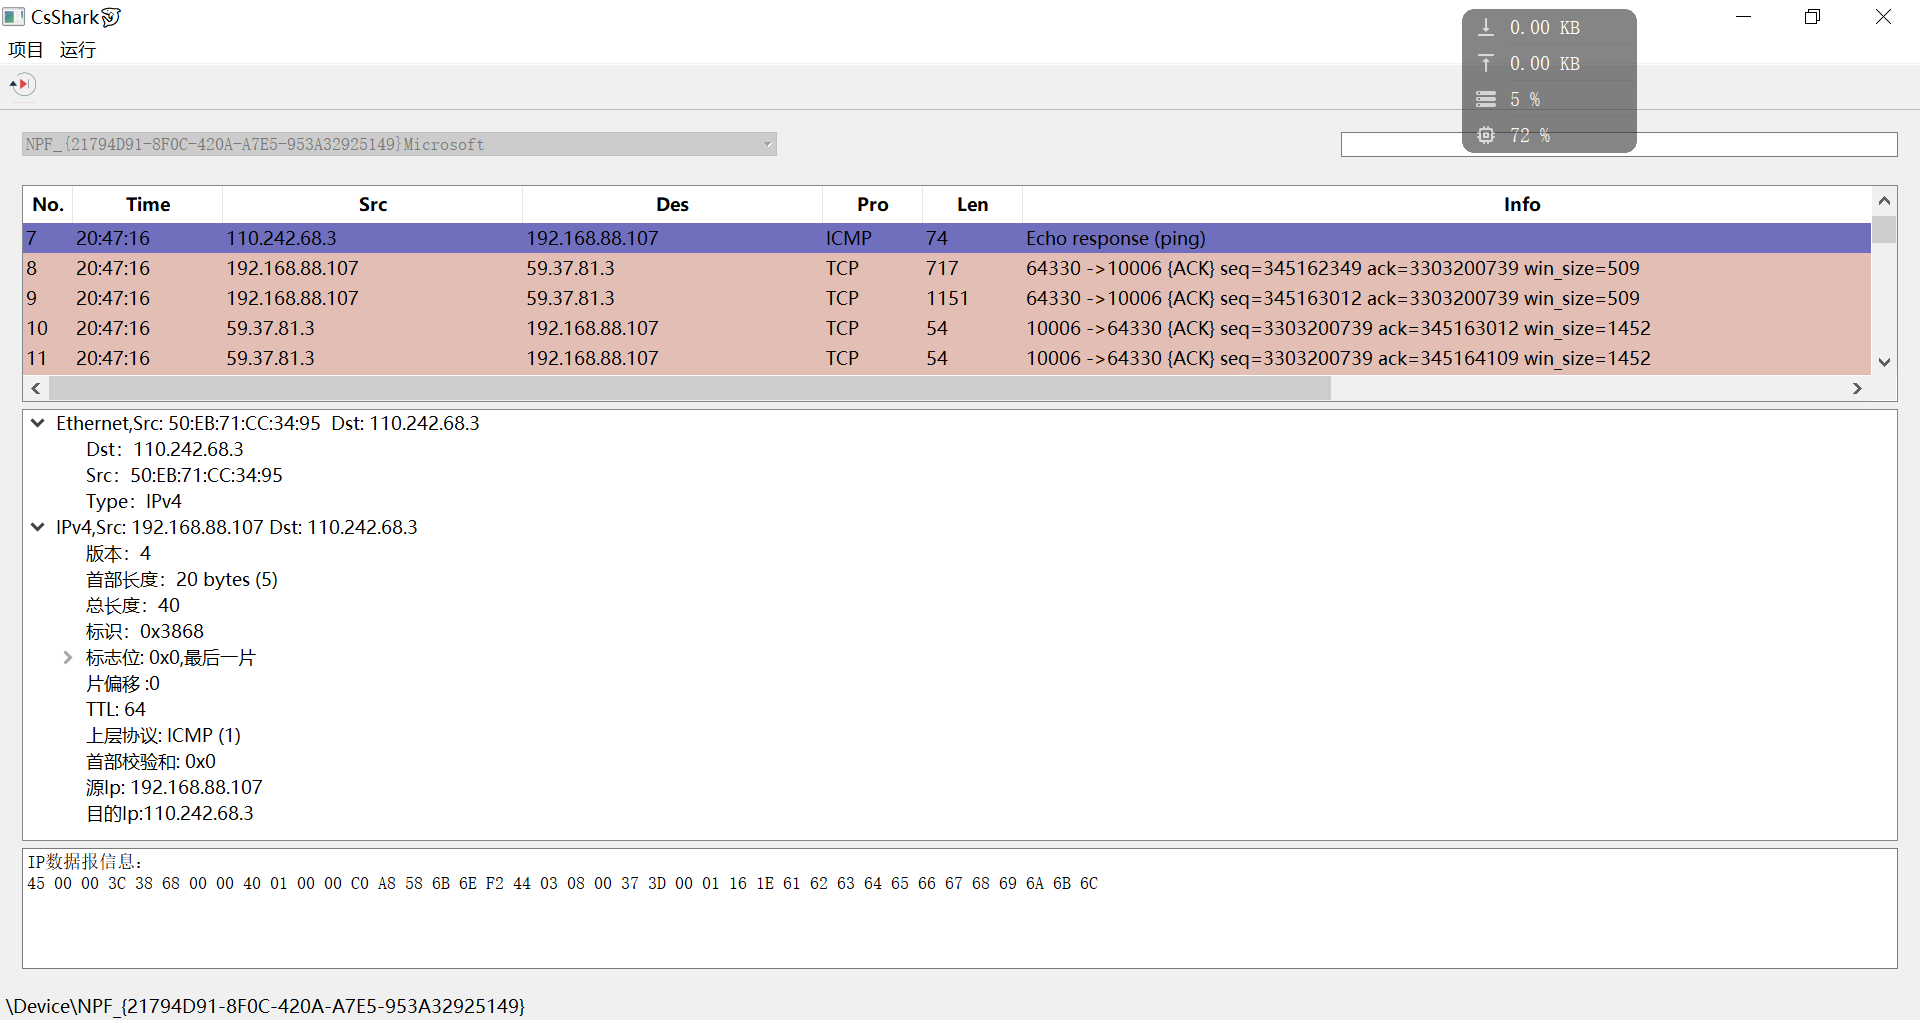 CsShark
项目 运行
0.00 KB
0.00 KB
5 %
72 %
NPF_{21794D91-8F0C-420A-A7E5-953A32925149}Microsoft
No. Time Src Des Pro Len Info
7 20:47:16 110.242.68.3 192.168.88.107 ICMP 74 Echo response (ping)
8 20:47:16 192.168.88.107 59.37.81.3 TCP 717 64330 ->10006 {ACK} seq=345162349 ack=3303200739 win_size=509
9 20:47:16 192.168.88.107 59.37.81.3 TCP 1151 64330 ->10006 {ACK} seq=345163012 ack=3303200739 win_size=509
10 20:47:16 59.37.81.3 192.168.88.107 TCP 54 10006 ->64330 {ACK} seq=3303200739 ack=345163012 win_size=1452
11 20:47:16 59.37.81.3 192.168.88.107 TCP 54 10006 ->64330 {ACK} seq=3303200739 ack=345164109 win_size=1452
Ethernet,Src: 50:EB:71:CC:34:95 Dst: 110.242.68.3
Dst：110.242.68.3
Src：50:EB:71:CC:34:95
Type：IPv4
IPv4,Src: 192.168.88.107 Dst: 110.242.68.3
版本：4
首部长度：20 bytes (5)
总长度：40
标识：0x3868
标志位: 0x0,最后一片
片偏移 :0
TTL: 64
上层协议: ICMP (1)
首部校验和: 0x0
源Ip: 192.168.88.107
目的Ip:110.242.68.3
IP数据报信息:
45 00 00 3C 38 68 00 00 40 01 00 00 C0 A8 58 6B 6E F2 44 03 08 00 37 3D 00 01 16 1E 61 62 63 64 65 66 67 68 69 6A 6B 6C
\Device\NPF_{21794D91-8F0C-420A-A7E5-953A32925149}